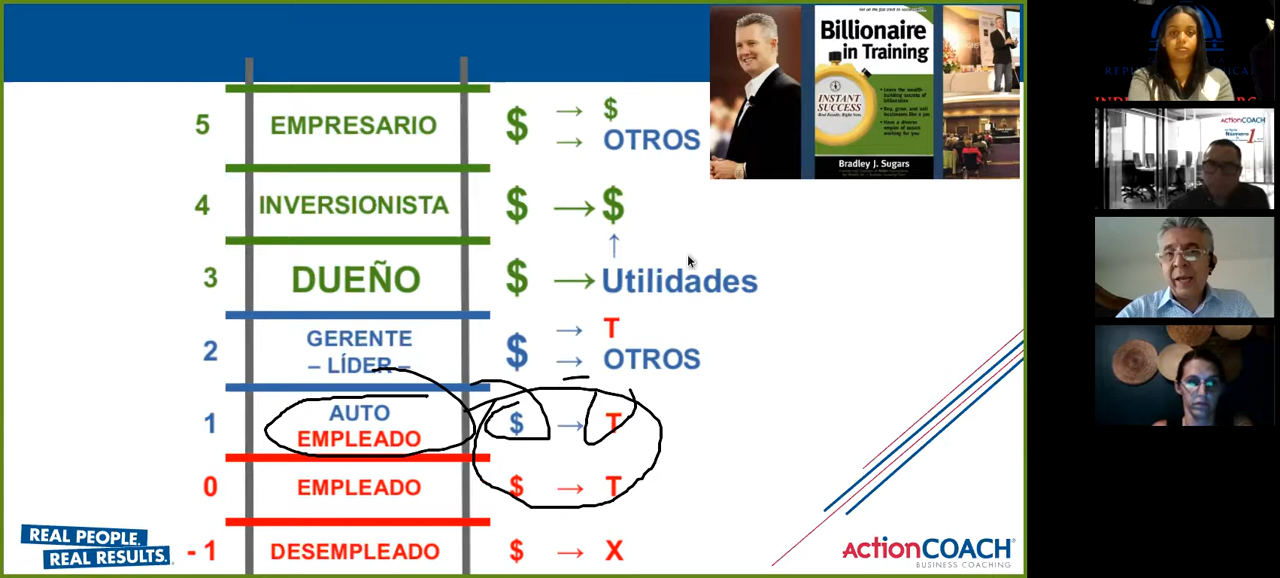 5 EMPRESARIO $ → $
→ OTROS
4 INVERSIONISTA $ → $
↑
3 DUEÑO $ → Utilidades
2 GERENTE
– LÍDER –
$ → T
→ OTROS
1 AUTO
EMPLEADO
$ → T
0 EMPLEADO $ → T
- 1 DESEMPLEADO $ → X
REAL PEOPLE.
REAL RESULTS.
ActionCOACH
BUSINESS COACHING
Billionaire
in Training
INSTANT
SUCCESS
Bradley J. Sugars
ActionCOACH